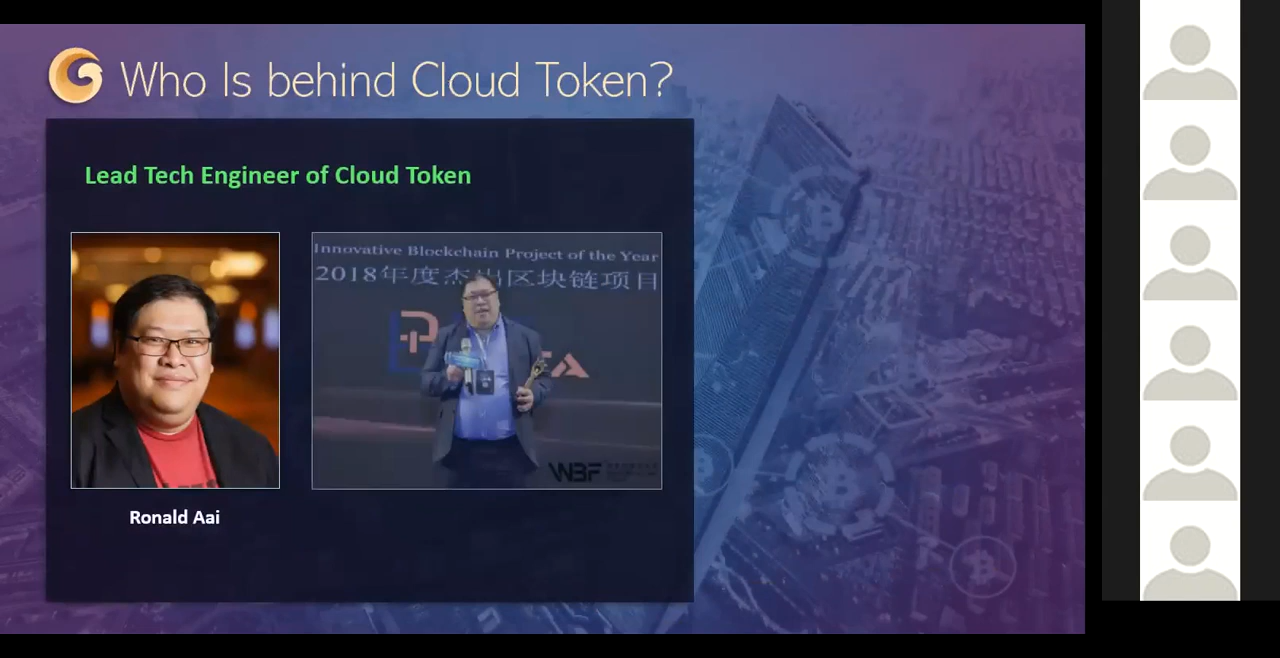 Who Is behind Cloud Token?
Lead Tech Engineer of Cloud Token
Innovative Blockchain Project of the Year
2018年度杰出区块链项目
WBF
Ronald Aai